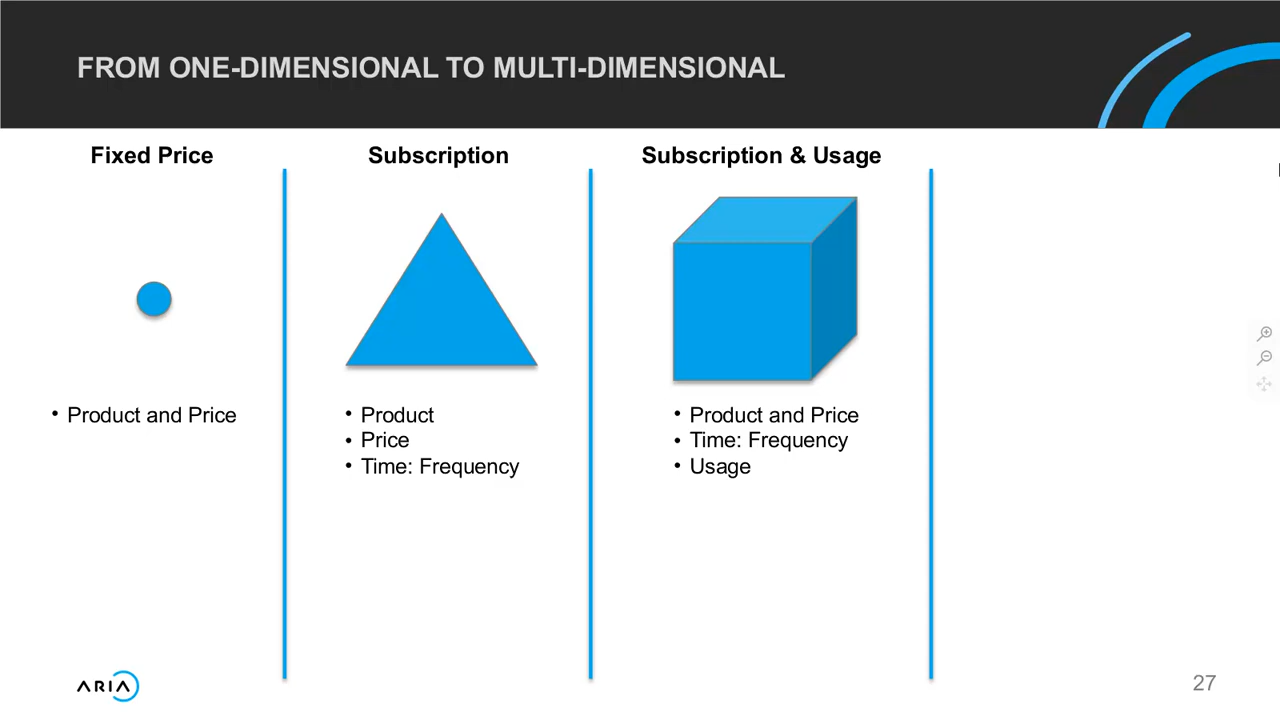 FROM ONE-DIMENSIONAL TO MULTI-DIMENSIONAL
Fixed Price
• Product and Price
Subscription
• Product
• Price
• Time: Frequency
Subscription & Usage
• Product and Price
• Time: Frequency
• Usage
ARIA
27